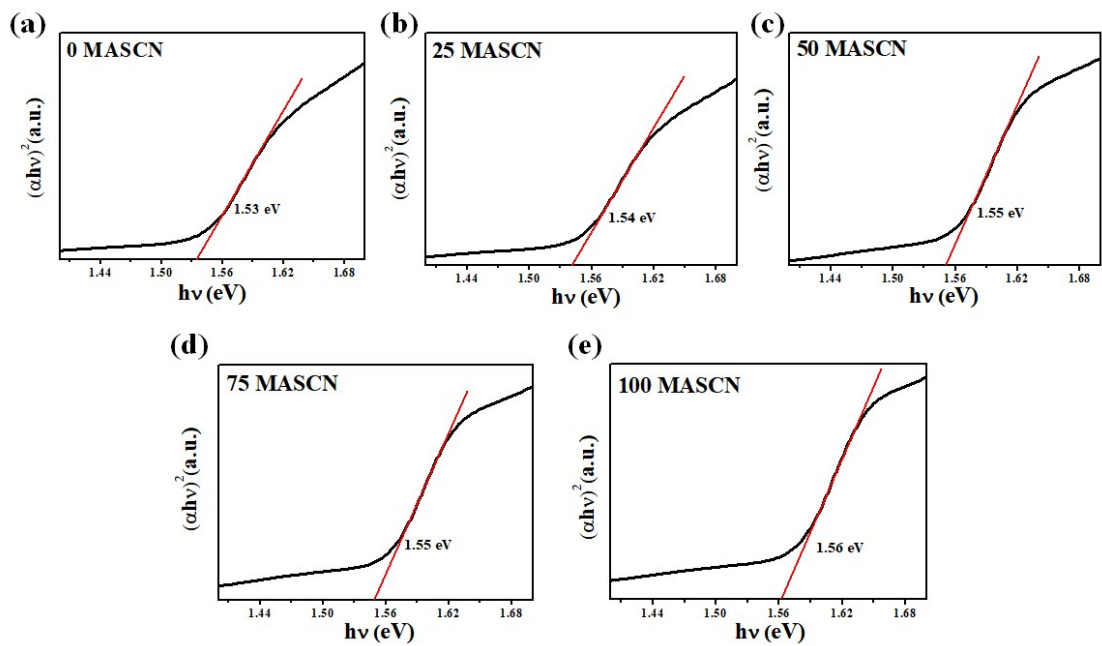 (a)
0 MASCN
(αhν)²(a.u.)
1.53 eV
1.44 1.50 1.56 1.62 1.68
hν (eV)
(b)
25 MASCN
(αhν)²(a.u.)
1.54 eV
1.44 1.50 1.56 1.62 1.68
hν (eV)
(c)
50 MASCN
(αhν)²(a.u.)
1.55 eV
1.44 1.50 1.56 1.62 1.68
hν (eV)
(d)
75 MASCN
(αhν)²(a.u.)
1.55 eV
1.44 1.50 1.56 1.62 1.68
hν (eV)
(e)
100 MASCN
(αhν)²(a.u.)
1.56 eV
1.44 1.50 1.56 1.62 1.68
hν (eV)